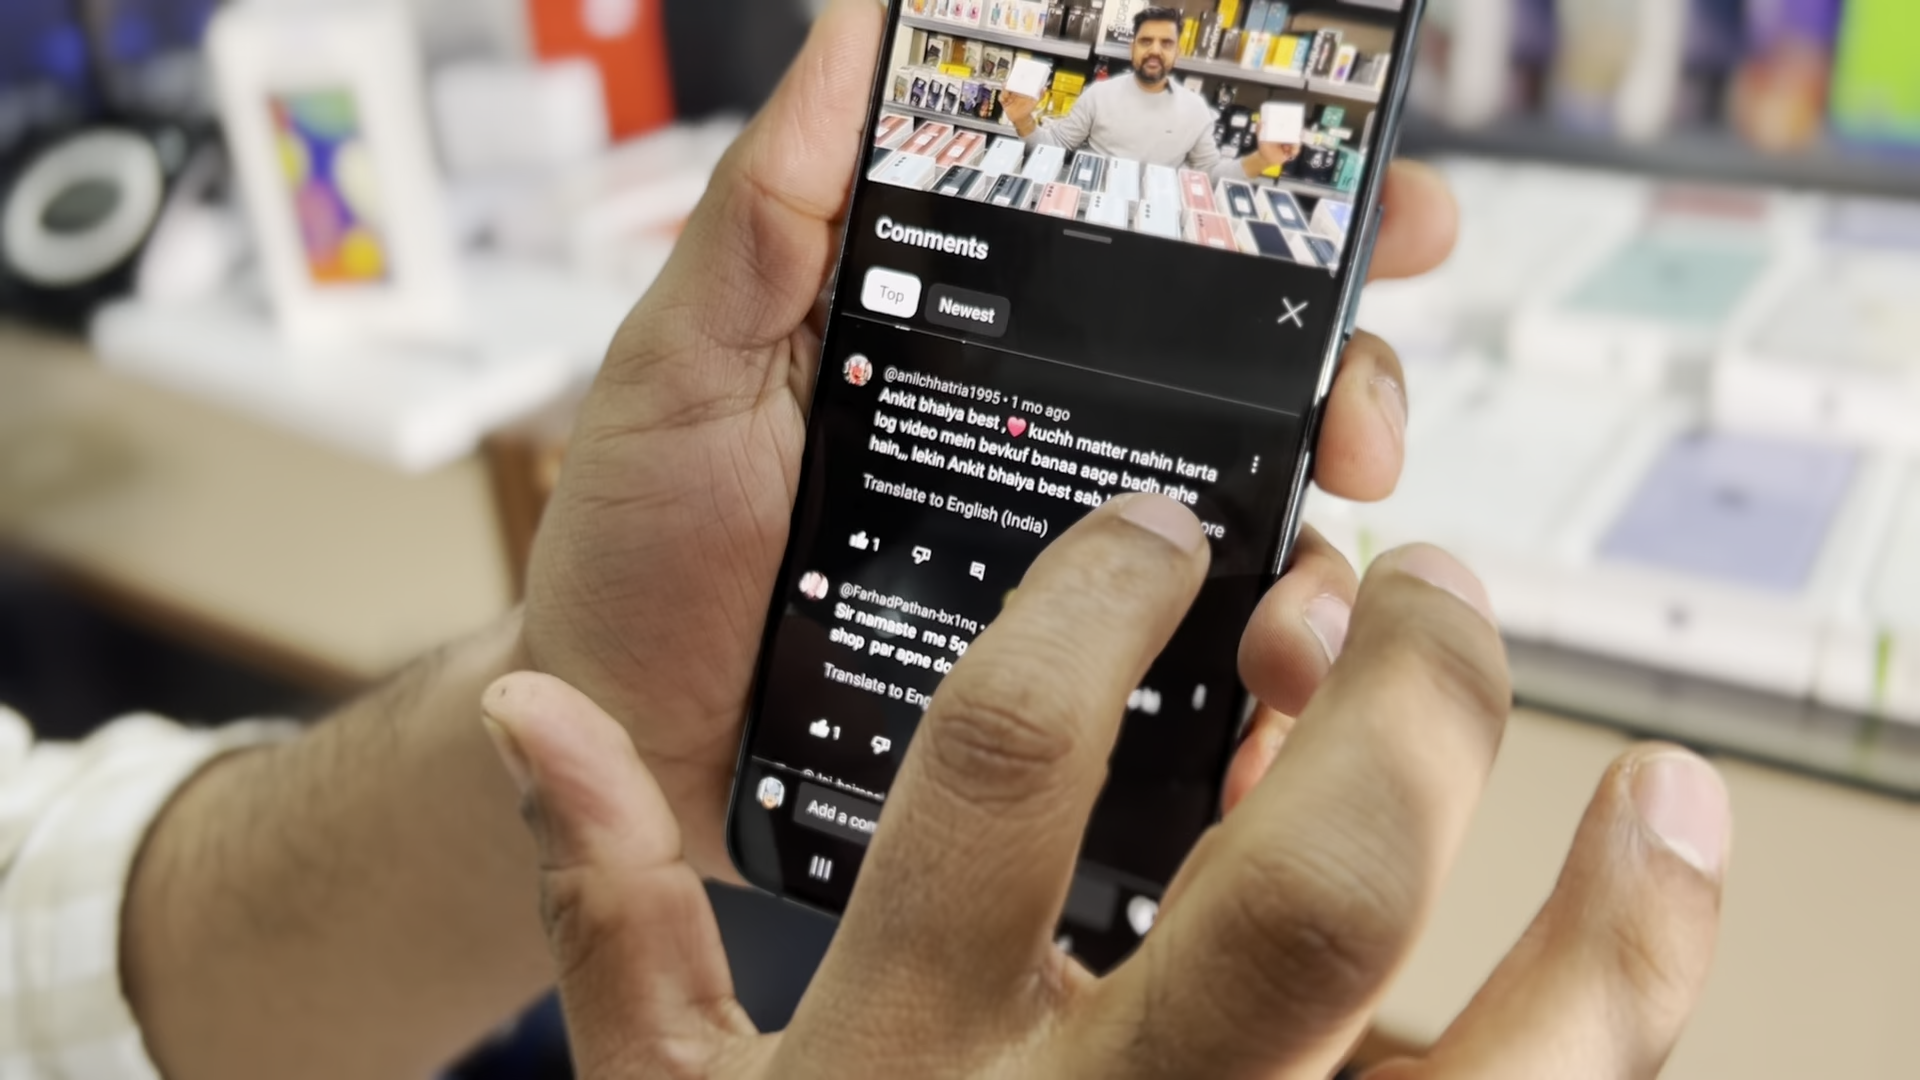 Comments
Top Newest
@anilchhatria1995 • 1 mo ago
Ankit bhaiya best ,❤️ kuchh matter nahin karta
log video mein bevkuf banaa aage badh rahe
hain,,, lekin Ankit bhaiya best sab
Translate to English (India)
1
@FarhadPathan-bx1nq •
Sir namaste me 5g
shop par apne
Translate to
1
Add a